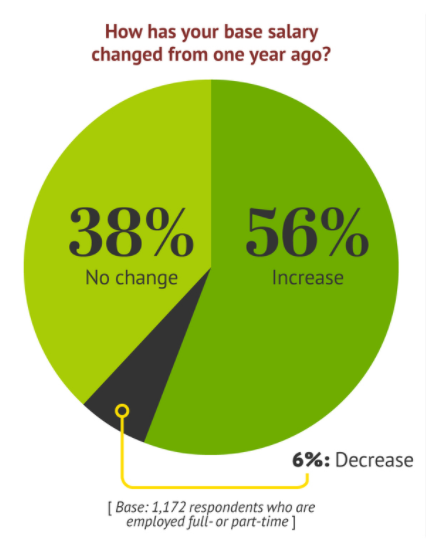 How has your base salary
changed from one year ago?
38%
No change
56%
Increase
6%: Decrease
[ Base: 1,172 respondents who are
employed full- or part-time ]